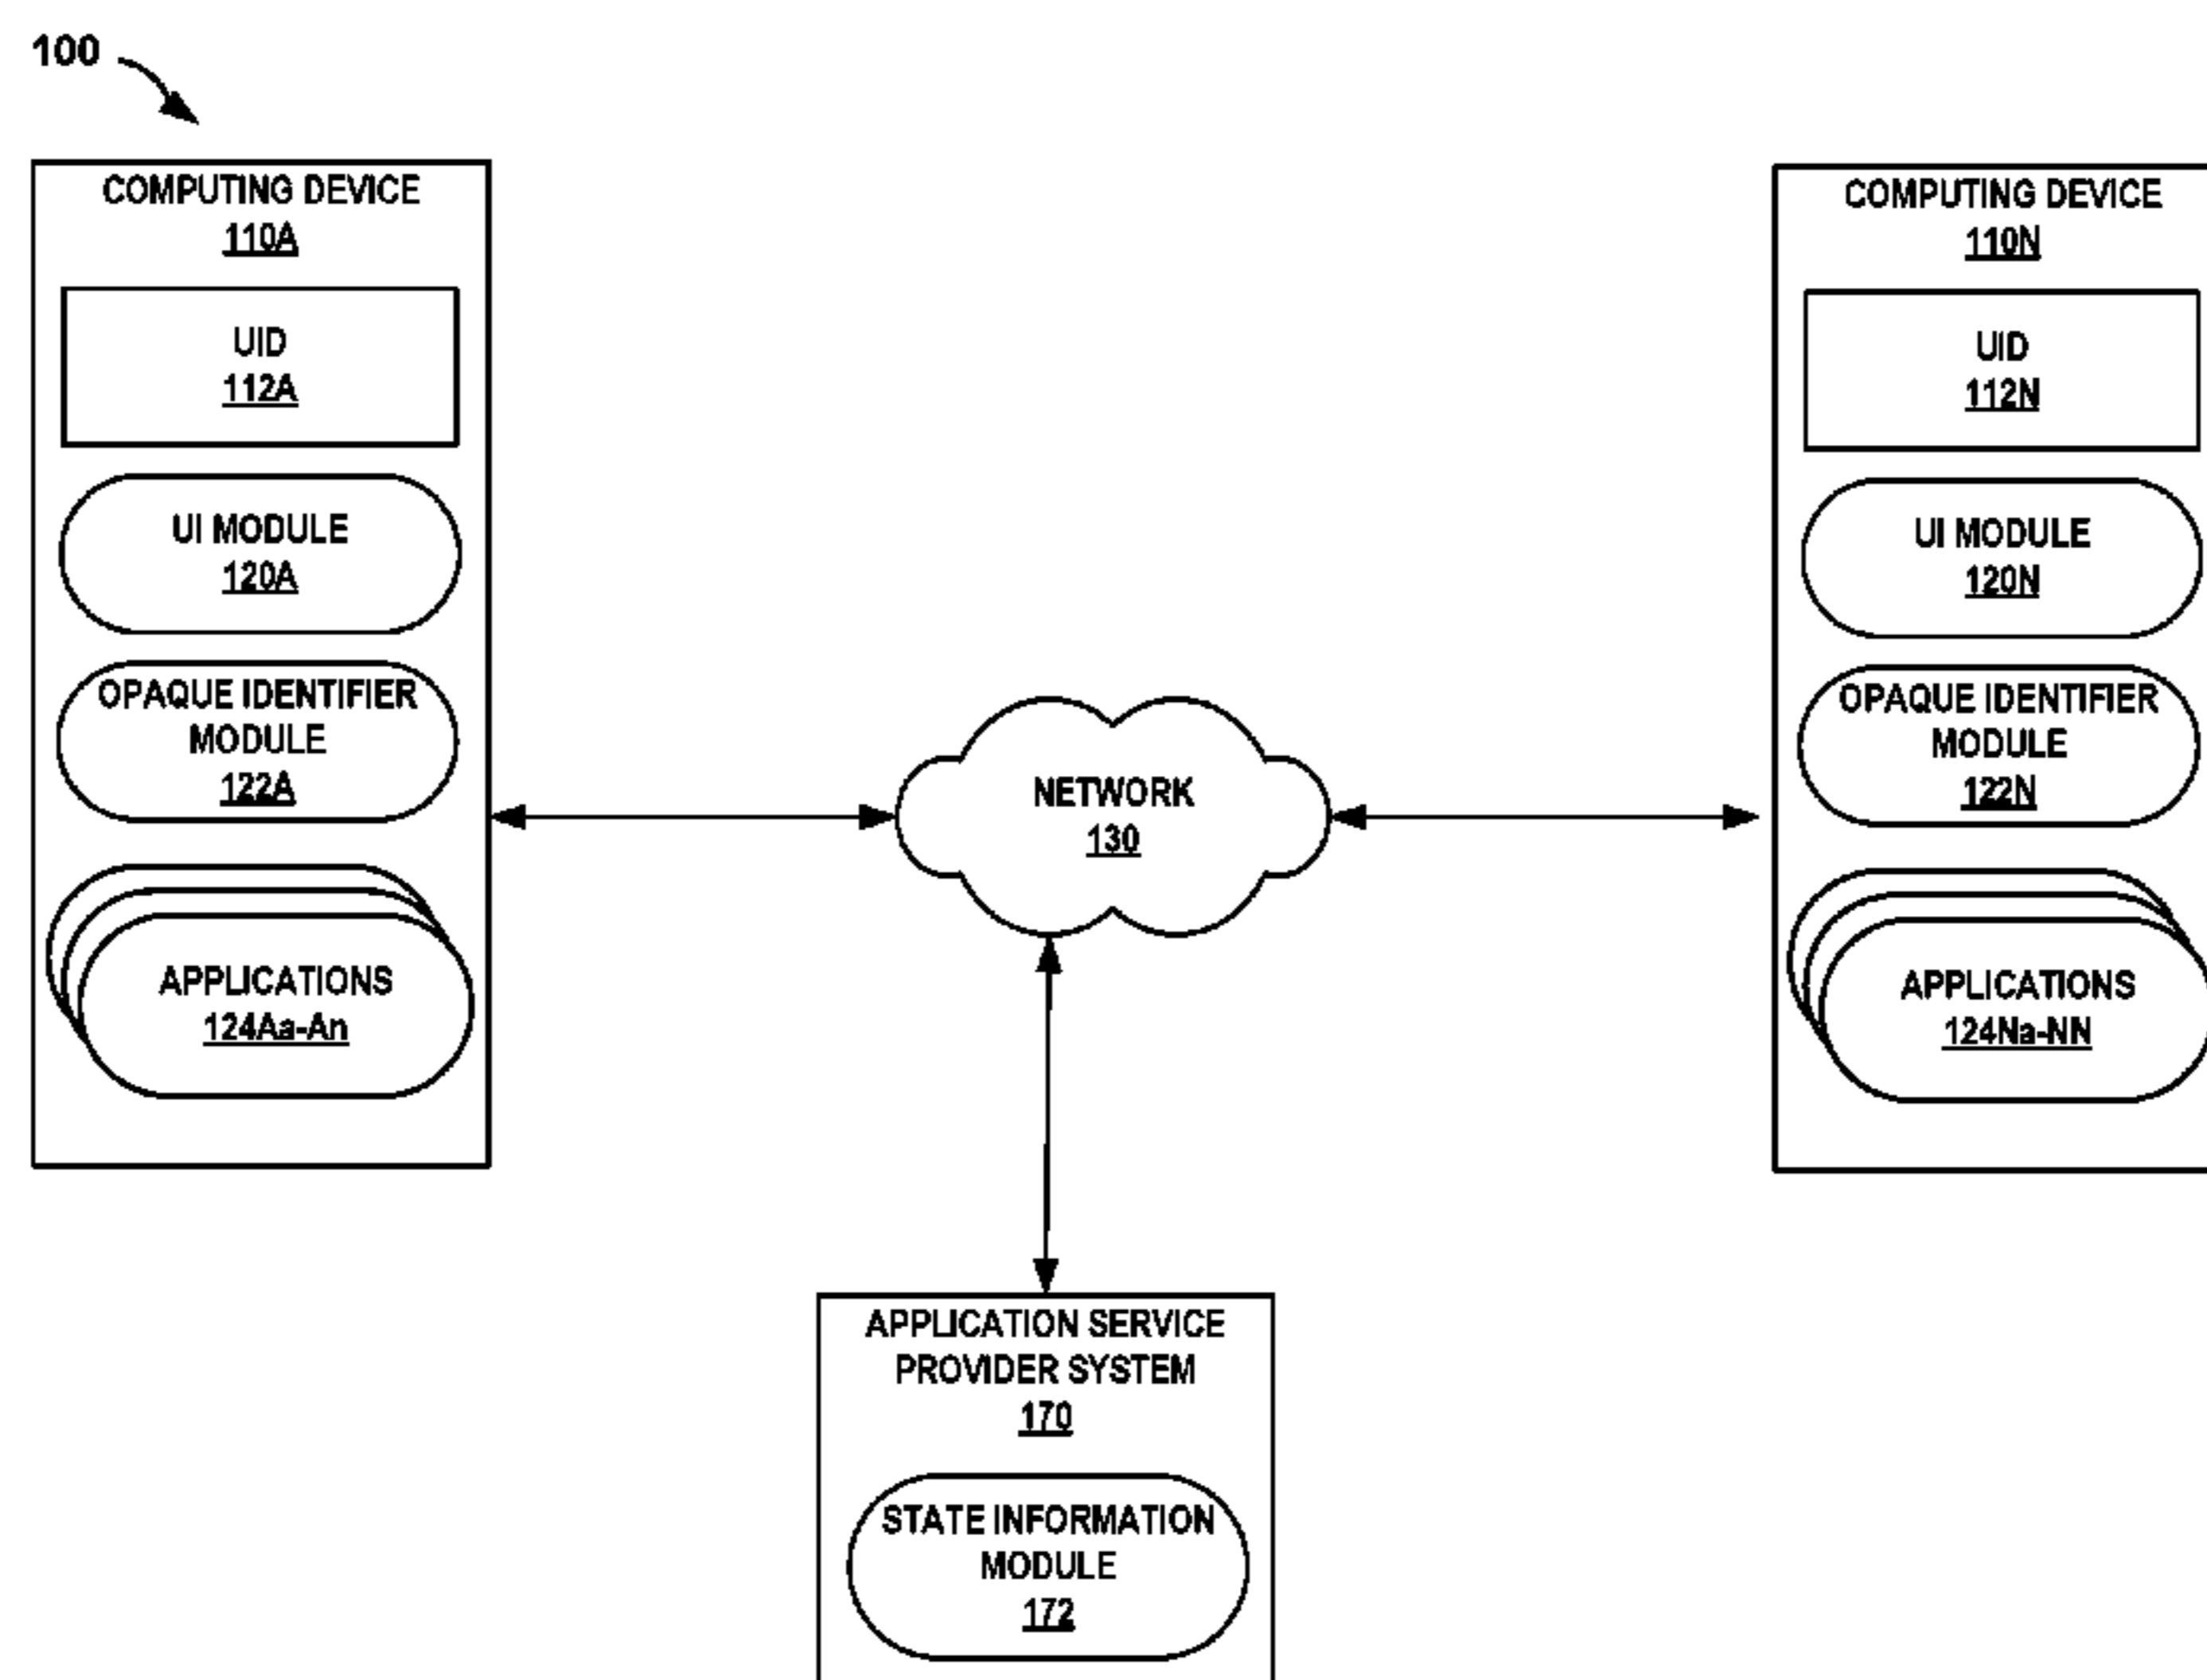 100
COMPUTING DEVICE
110A
UID
112A
UI MODULE
120A
OPAQUE IDENTIFIER
MODULE
122A
APPLICATIONS
124Aa-An
NETWORK
130
COMPUTING DEVICE
110N
UID
112N
UI MODULE
120N
OPAQUE IDENTIFIER
MODULE
122N
APPLICATIONS
124Na-NN
APPLICATION SERVICE
PROVIDER SYSTEM
170
STATE INFORMATION
MODULE
172